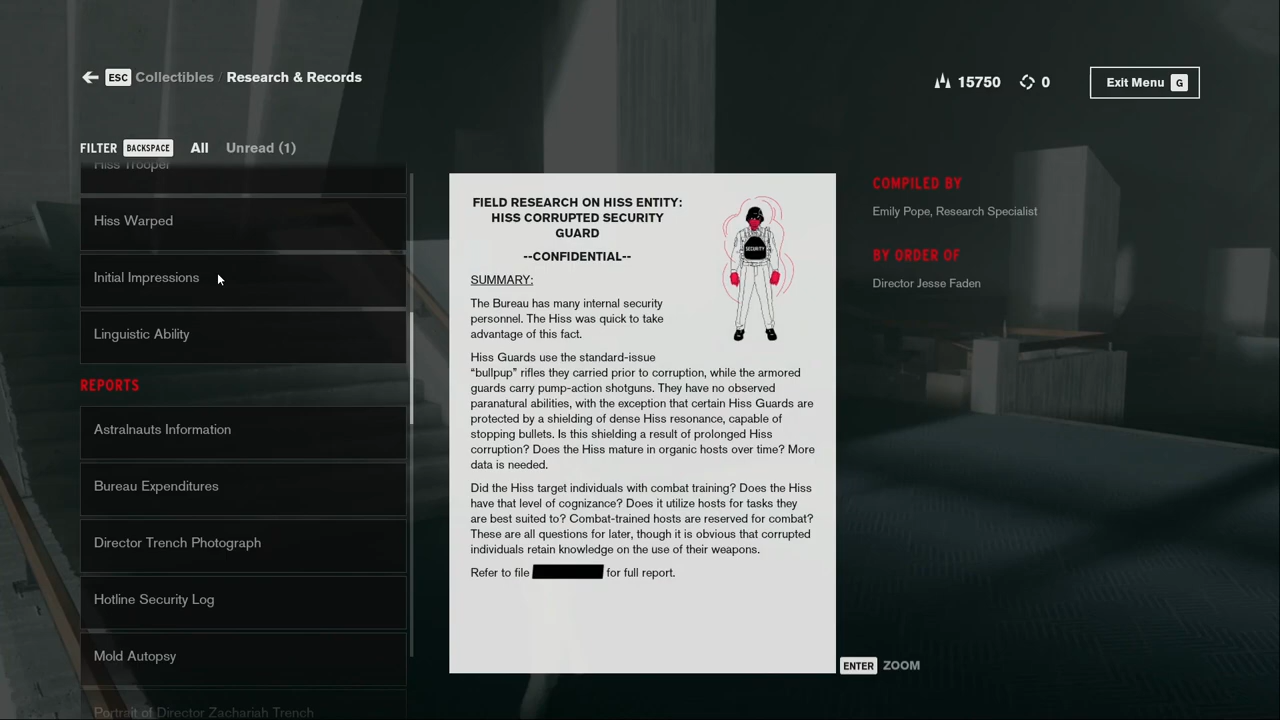 ESC Collectibles / Research & Records
15750
0
Exit Menu G
FILTER BACKSPACE All Unread (1)
Hiss Trooper
Hiss Warped
Initial Impressions
Linguistic Ability
REPORTS
Astralnauts Information
Bureau Expenditures
Director Trench Photograph
Hotline Security Log
Mold Autopsy
Portrait of Director Zachariah Trench
FIELD RESEARCH ON HISS ENTITY:
HISS CORRUPTED SECURITY
GUARD
--CONFIDENTIAL--
SUMMARY:
The Bureau has many internal security
personnel. The Hiss was quick to take
advantage of this fact.
Hiss Guards use the standard-issue
“bullpup” rifles they carried prior to corruption, while the armored
guards carry pump-action shotguns. They have no observed
paranatural abilities, with the exception that certain Hiss Guards are
protected by a shielding of dense Hiss resonance, capable of
stopping bullets. Is this shielding a result of prolonged Hiss
corruption? Does the Hiss mature in organic hosts over time? More
data is needed.
Did the Hiss target individuals with combat training? Does the Hiss
have that level of cognizance? Does it utilize hosts for tasks they
are best suited to? Combat-trained hosts are reserved for combat?
These are all questions for later, though it is obvious that corrupted
individuals retain knowledge on the use of their weapons.
Refer to file for full report.
SECURITY
COMPILED BY
Emily Pope, Research Specialist
BY ORDER OF
Director Jesse Faden
ENTER ZOOM